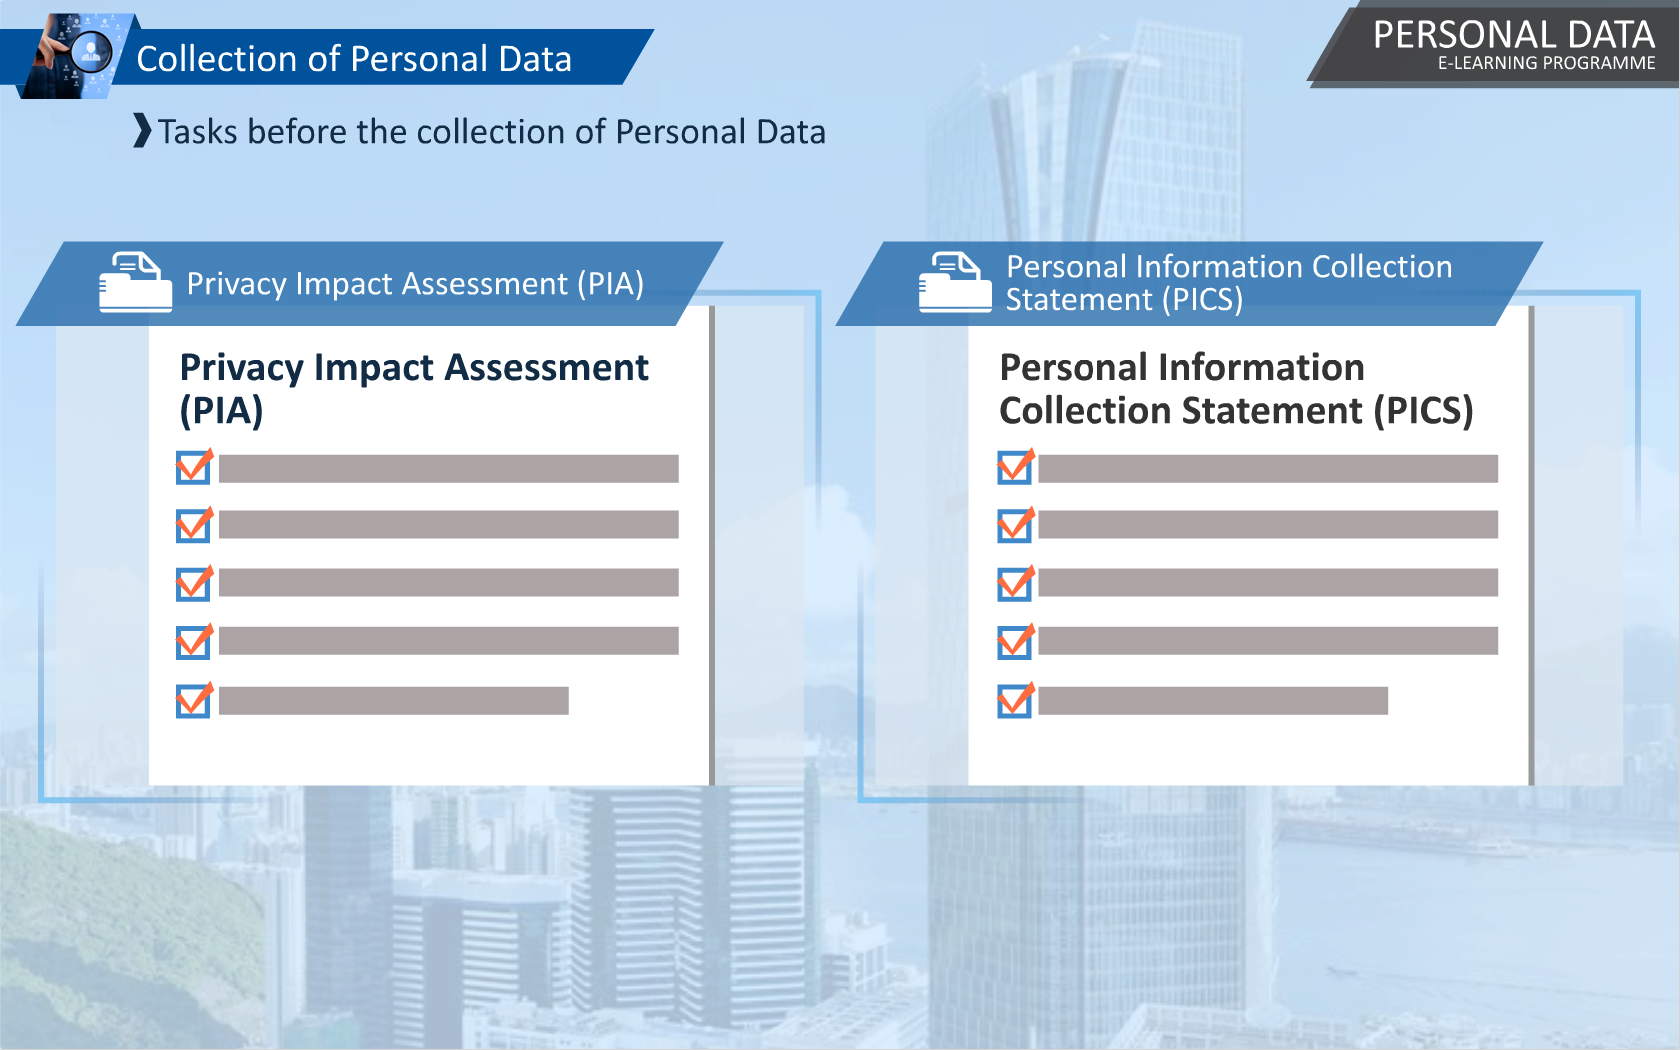 Collection of Personal Data
PERSONAL DATA
E-LEARNING PROGRAMME
Tasks before the collection of Personal Data
Privacy Impact Assessment (PIA)
Privacy Impact Assessment
(PIA)
Personal Information Collection
Statement (PICS)
Personal Information
Collection Statement (PICS)